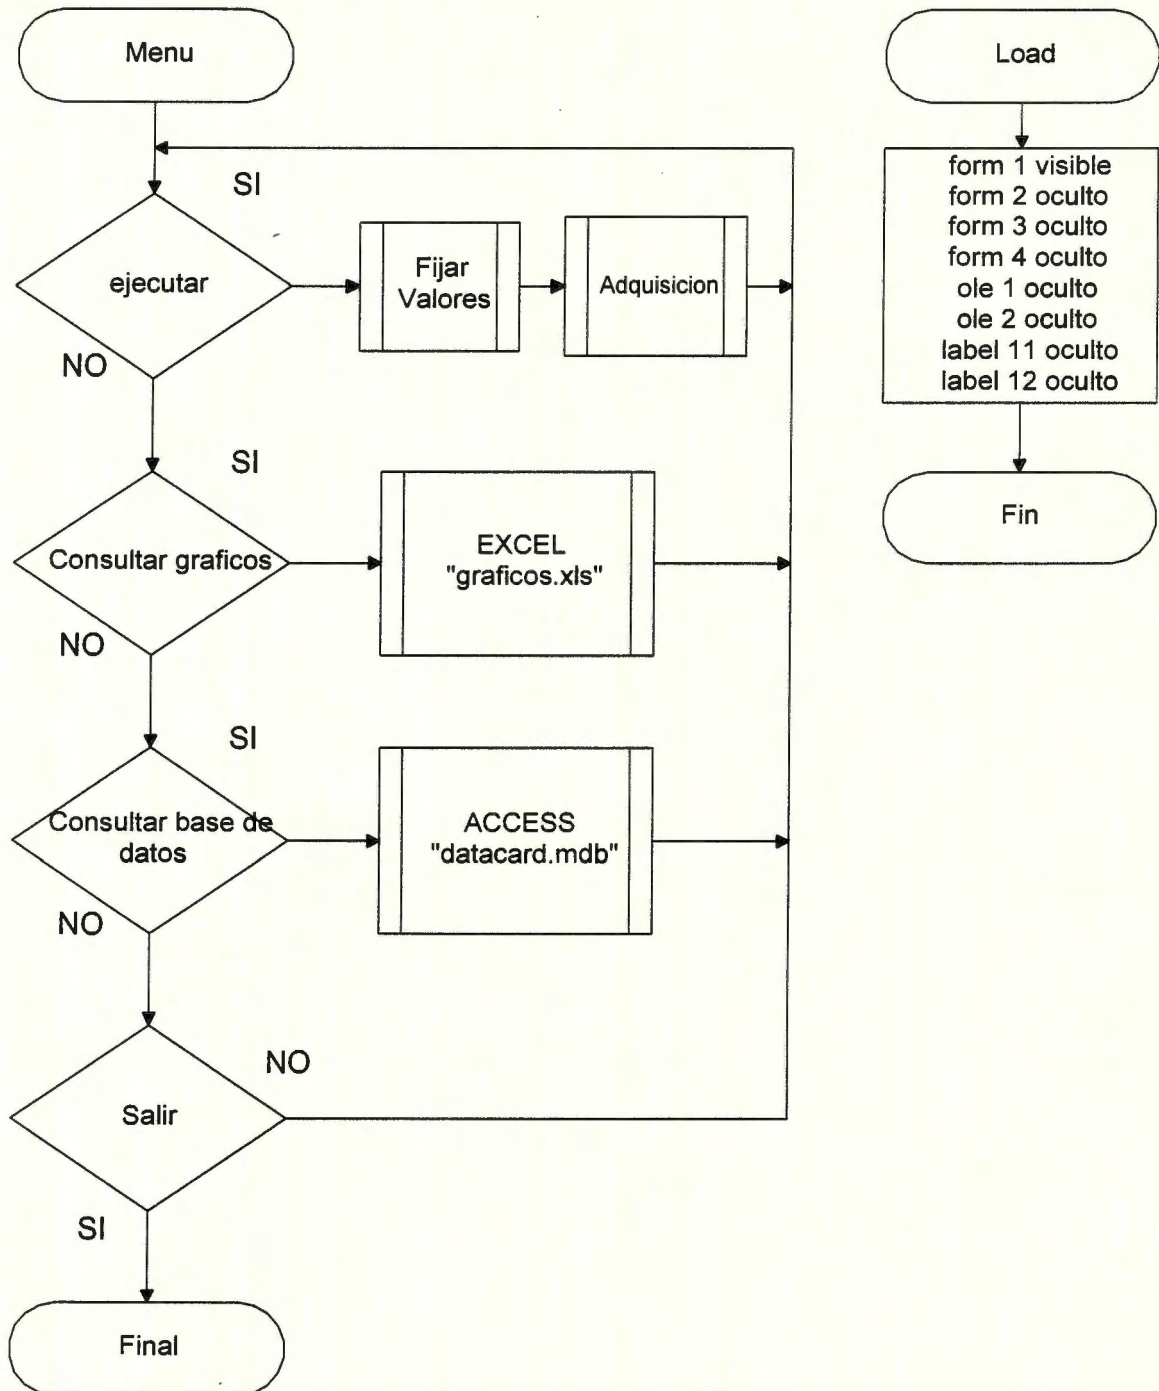 Menu
SI
ejecutar
Fijar
Valores
Adquisicion
NO
SI
Consultar graficos
EXCEL
"graficos.xls"
NO
SI
Consultar base de
datos
ACCESS
"datacard.mdb"
NO
NO
Salir
SI
Final
Load
form 1 visible
form 2 oculto
form 3 oculto
form 4 oculto
ole 1 oculto
ole 2 oculto
label 11 oculto
label 12 oculto
Fin